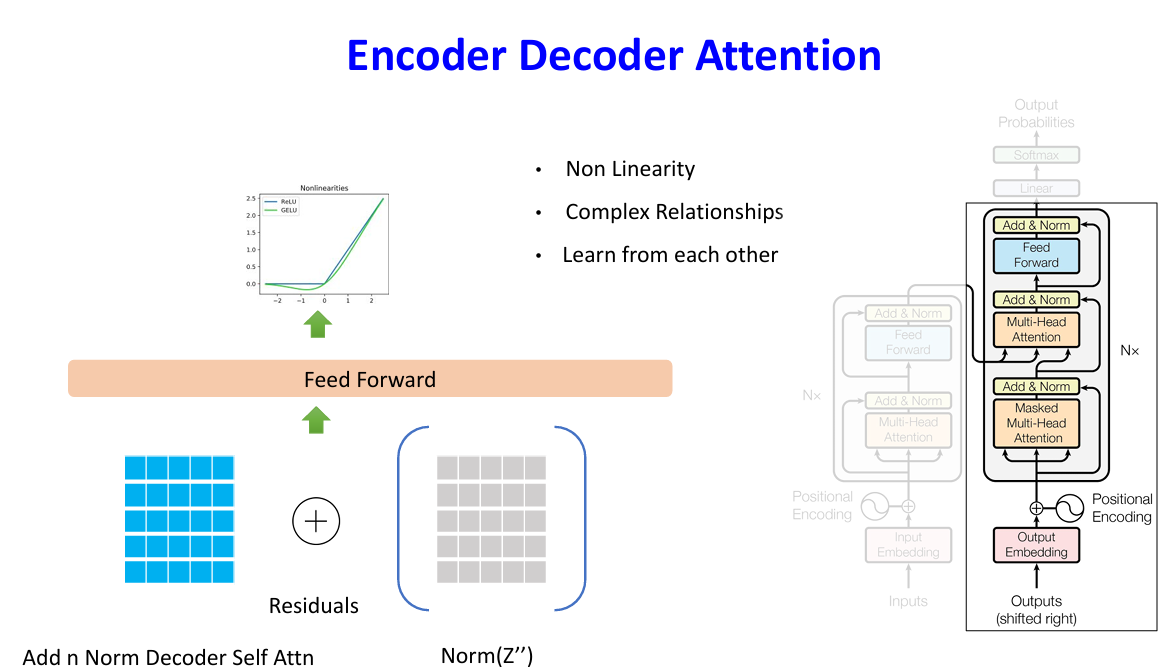 Encoder Decoder Attention
• Non Linearity
• Complex Relationships
• Learn from each other
Nonlinearities
ReLU
GELU
2.5
2.0
1.5
1.0
0.5
0.0
−2 −1 0 1 2
Feed Forward
Residuals
Add n Norm Decoder Self Attn
Norm(Z’’)
Output
Probabilities
Softmax
Linear
Add & Norm
Feed
Forward
Add & Norm
Multi-Head
Attention
Add & Norm
Masked
Multi-Head
Attention
N×
Positional
Encoding
Output
Embedding
Outputs
(shifted right)
Add & Norm
Feed
Forward
Add & Norm
Multi-Head
Attention
N×
Positional
Encoding
Input
Embedding
Inputs